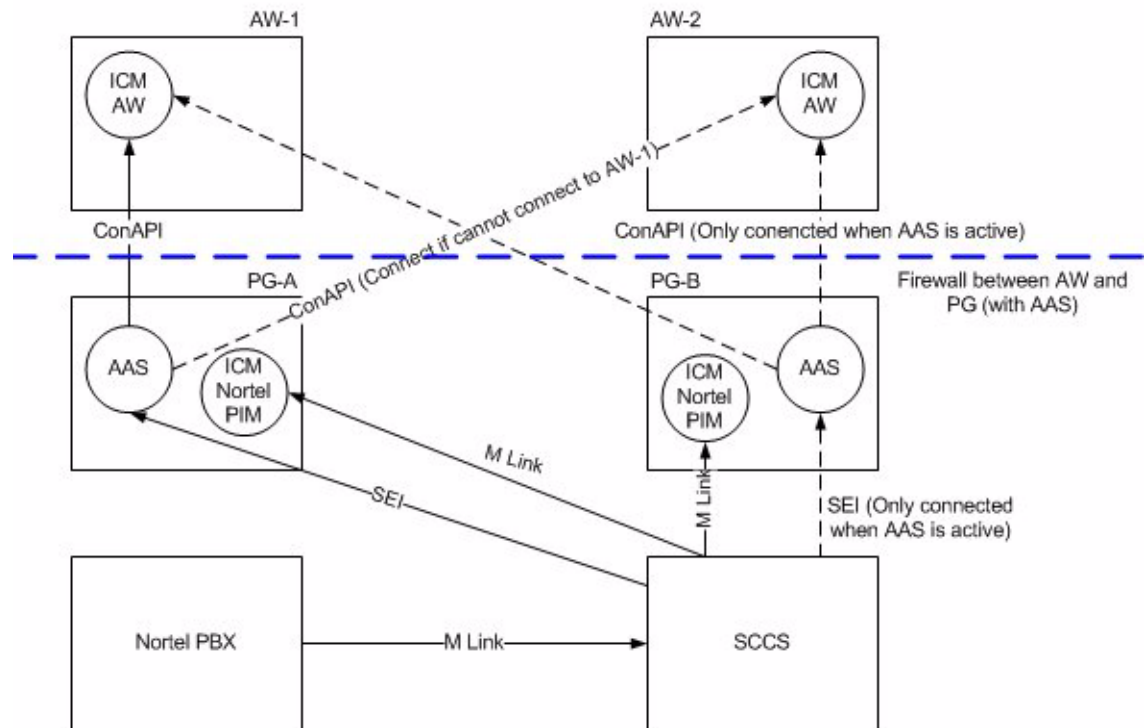 AW-1
AW-2
ICM
AW
ICM
AW
ConAPI
ConAPI (Connect if cannot connect to AW-1)
ConAPI (Only conencted when AAS is active)
PG-A
PG-B
Firewall between AW and
PG (with AAS)
AAS
ICM
Nortel
PIM
ICM
Nortel
PIM
AAS
M Link
SEI
M Link
SEI (Only connected
when AAS is active)
Nortel PBX
M Link
SCCS